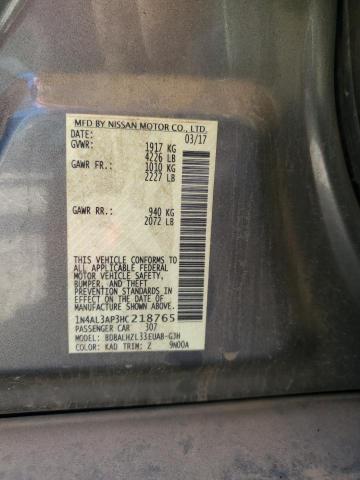 MFD BY NISSAN MOTOR CO., LTD.
DATE: 03/17
GVWR: 1917 KG
4226 LB
GAWR FR.: 1010 KG
2227 LB
GAWR RR.: 940 KG
2072 LB
THIS VEHICLE CONFORMS TO ALL
APPLICABLE FEDERAL MOTOR
VEHICLE SAFETY,
BUMPER, AND THEFT
PREVENTION STANDARDS IN
EFFECT ON THE DATE OF
MANUFACTURE SHOWN ABOVE.
1N4AL3AP3HC218765
PASSENGER CAR 307
MODEL: BDBALHZL33EUAB-G3H
COLOR: KAD TRIM: Z 9N00A